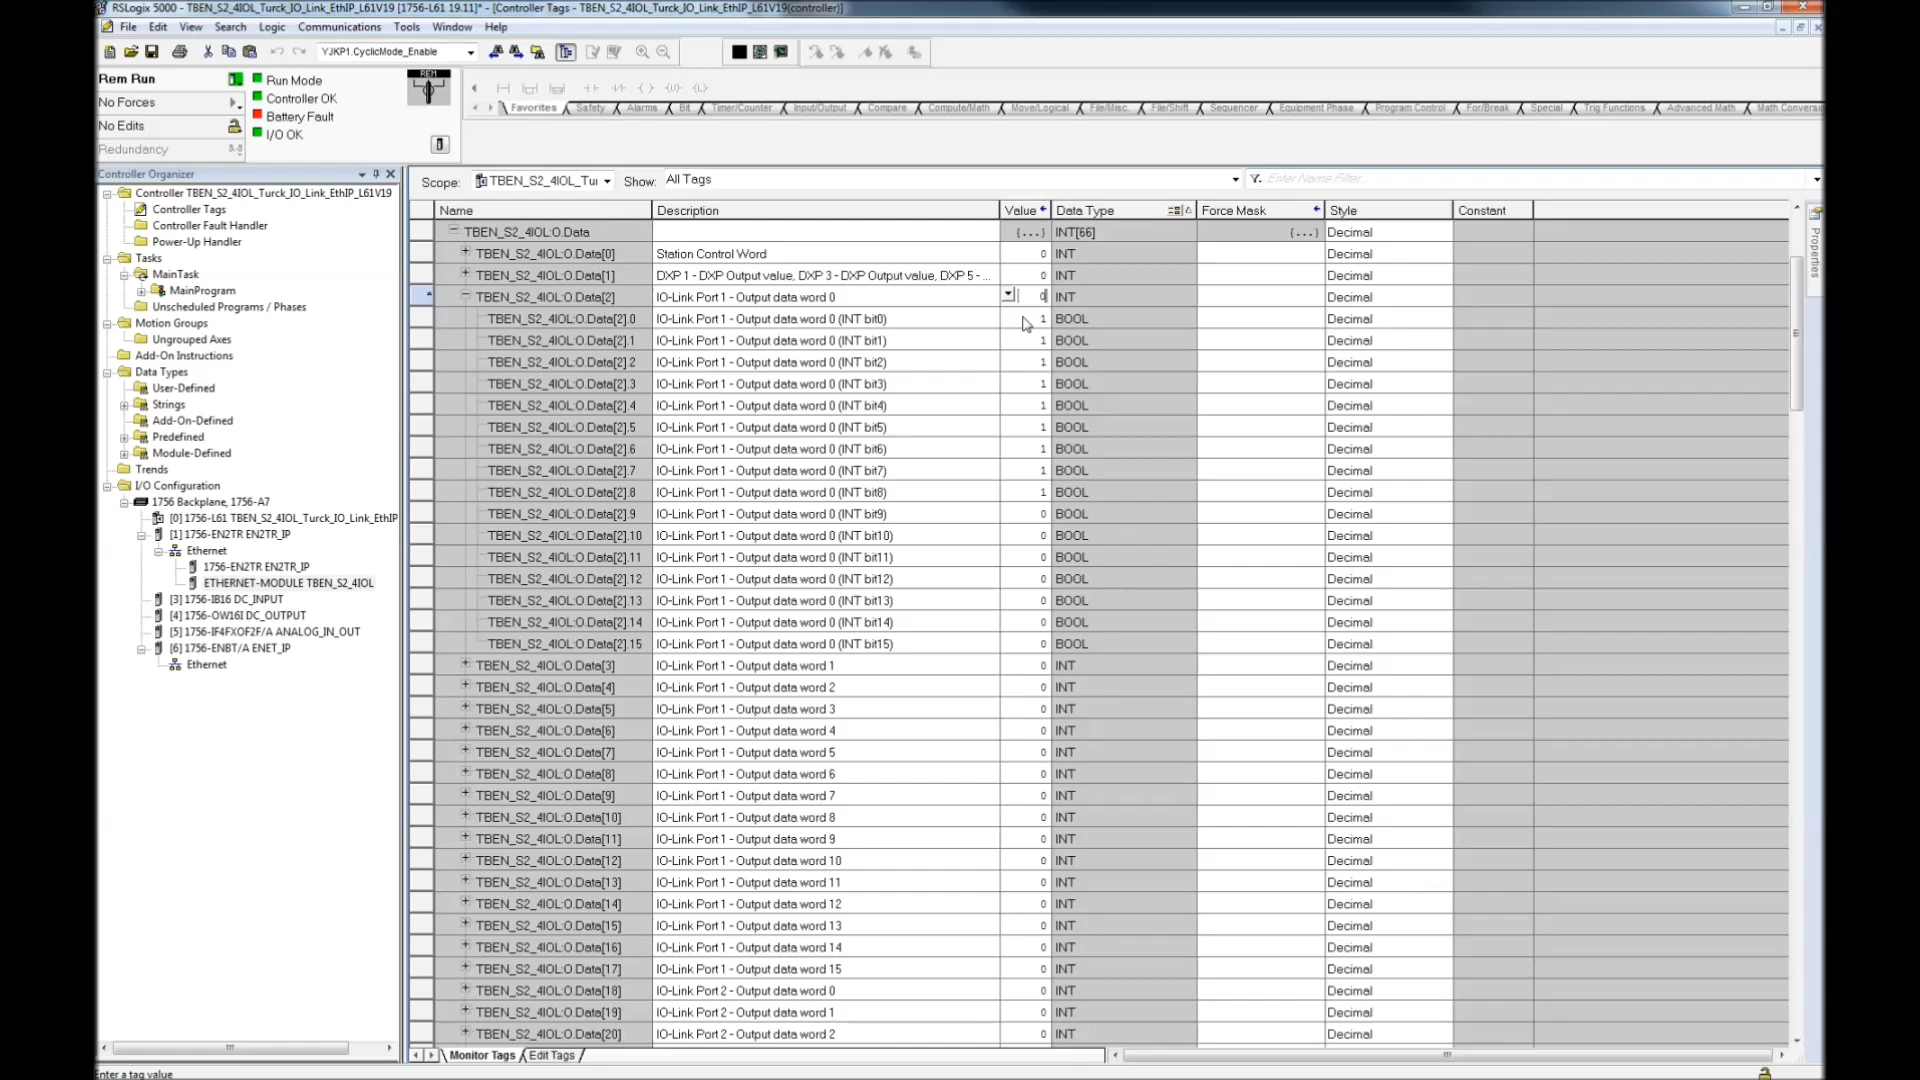 RSLogix 5000 - TBEN_S2_4IOL_Turck_IO_Link_EthIP_L61V19 [1756-L61 19.11]* - [Controller Tags - TBEN_S2_4IOL_Turck_IO_Link_EthIP_L61V19(controller)]
File Edit View Search Logic Communications Tools Window Help
YJKP1.CyclicMode_Enable
Rem Run
No Forces
No Edits
Redundancy
Run Mode
Controller OK
Battery Fault
I/O OK
REM
Favorites Safety Alarms Bit Timer/Counter Input/Output Compare Compute/Math Move/Logical File/Misc. File/Shift Sequencer Equipment Phase Program Control For/Break Special Trig Functions Advanced Math Math Conversi
Controller Organizer
Controller TBEN_S2_4IOL_Turck_IO_Link_EthIP_L61V19
Controller Tags
Controller Fault Handler
Power-Up Handler
Tasks
MainTask
MainProgram
Unscheduled Programs / Phases
Motion Groups
Ungrouped Axes
Add-On Instructions
Data Types
User-Defined
Strings
Add-On-Defined
Predefined
Module-Defined
Trends
I/O Configuration
1756 Backplane, 1756-A7
[0] 1756-L61 TBEN_S2_4IOL_Turck_IO_Link_EthIP
[1] 1756-EN2TR EN2TR_IP
Ethernet
1756-EN2TR EN2TR_IP
ETHERNET-MODULE TBEN_S2_4IOL
[3] 1756-IB16 DC_INPUT
[4] 1756-OW16I DC_OUTPUT
[5] 1756-IF4FXOF2F/A ANALOG_IN_OUT
[6] 1756-ENBT/A ENET_IP
Ethernet
Scope: TBEN_S2_4IOL_Tur Show: All Tags Enter Name Filter...
Name Description Value Data Type Force Mask Style Constant
TBEN_S2_4IOL:O.Data {...} INT[66] {...} Decimal
TBEN_S2_4IOL:O.Data[0] Station Control Word 0 INT Decimal
TBEN_S2_4IOL:O.Data[1] DXP 1 - DXP Output value, DXP 3 - DXP Output value, DXP 5 - ... 0 INT Decimal
TBEN_S2_4IOL:O.Data[2] IO-Link Port 1 - Output data word 0 0 INT Decimal
TBEN_S2_4IOL:O.Data[2].0 IO-Link Port 1 - Output data word 0 (INT bit0) 1 BOOL Decimal
TBEN_S2_4IOL:O.Data[2].1 IO-Link Port 1 - Output data word 0 (INT bit1) 1 BOOL Decimal
TBEN_S2_4IOL:O.Data[2].2 IO-Link Port 1 - Output data word 0 (INT bit2) 1 BOOL Decimal
TBEN_S2_4IOL:O.Data[2].3 IO-Link Port 1 - Output data word 0 (INT bit3) 1 BOOL Decimal
TBEN_S2_4IOL:O.Data[2].4 IO-Link Port 1 - Output data word 0 (INT bit4) 1 BOOL Decimal
TBEN_S2_4IOL:O.Data[2].5 IO-Link Port 1 - Output data word 0 (INT bit5) 1 BOOL Decimal
TBEN_S2_4IOL:O.Data[2].6 IO-Link Port 1 - Output data word 0 (INT bit6) 1 BOOL Decimal
TBEN_S2_4IOL:O.Data[2].7 IO-Link Port 1 - Output data word 0 (INT bit7) 1 BOOL Decimal
TBEN_S2_4IOL:O.Data[2].8 IO-Link Port 1 - Output data word 0 (INT bit8) 1 BOOL Decimal
TBEN_S2_4IOL:O.Data[2].9 IO-Link Port 1 - Output data word 0 (INT bit9) 0 BOOL Decimal
TBEN_S2_4IOL:O.Data[2].10 IO-Link Port 1 - Output data word 0 (INT bit10) 0 BOOL Decimal
TBEN_S2_4IOL:O.Data[2].11 IO-Link Port 1 - Output data word 0 (INT bit11) 0 BOOL Decimal
TBEN_S2_4IOL:O.Data[2].12 IO-Link Port 1 - Output data word 0 (INT bit12) 0 BOOL Decimal
TBEN_S2_4IOL:O.Data[2].13 IO-Link Port 1 - Output data word 0 (INT bit13) 0 BOOL Decimal
TBEN_S2_4IOL:O.Data[2].14 IO-Link Port 1 - Output data word 0 (INT bit14) 0 BOOL Decimal
TBEN_S2_4IOL:O.Data[2].15 IO-Link Port 1 - Output data word 0 (INT bit15) 0 BOOL Decimal
TBEN_S2_4IOL:O.Data[3] IO-Link Port 1 - Output data word 1 0 INT Decimal
TBEN_S2_4IOL:O.Data[4] IO-Link Port 1 - Output data word 2 0 INT Decimal
TBEN_S2_4IOL:O.Data[5] IO-Link Port 1 - Output data word 3 0 INT Decimal
TBEN_S2_4IOL:O.Data[6] IO-Link Port 1 - Output data word 4 0 INT Decimal
TBEN_S2_4IOL:O.Data[7] IO-Link Port 1 - Output data word 5 0 INT Decimal
TBEN_S2_4IOL:O.Data[8] IO-Link Port 1 - Output data word 6 0 INT Decimal
TBEN_S2_4IOL:O.Data[9] IO-Link Port 1 - Output data word 7 0 INT Decimal
TBEN_S2_4IOL:O.Data[10] IO-Link Port 1 - Output data word 8 0 INT Decimal
TBEN_S2_4IOL:O.Data[11] IO-Link Port 1 - Output data word 9 0 INT Decimal
TBEN_S2_4IOL:O.Data[12] IO-Link Port 1 - Output data word 10 0 INT Decimal
TBEN_S2_4IOL:O.Data[13] IO-Link Port 1 - Output data word 11 0 INT Decimal
TBEN_S2_4IOL:O.Data[14] IO-Link Port 1 - Output data word 12 0 INT Decimal
TBEN_S2_4IOL:O.Data[15] IO-Link Port 1 - Output data word 13 0 INT Decimal
TBEN_S2_4IOL:O.Data[16] IO-Link Port 1 - Output data word 14 0 INT Decimal
TBEN_S2_4IOL:O.Data[17] IO-Link Port 1 - Output data word 15 0 INT Decimal
TBEN_S2_4IOL:O.Data[18] IO-Link Port 2 - Output data word 0 0 INT Decimal
TBEN_S2_4IOL:O.Data[19] IO-Link Port 2 - Output data word 1 0 INT Decimal
TBEN_S2_4IOL:O.Data[20] IO-Link Port 2 - Output data word 2 0 INT Decimal
Properties
Monitor Tags Edit Tags
Enter a tag value